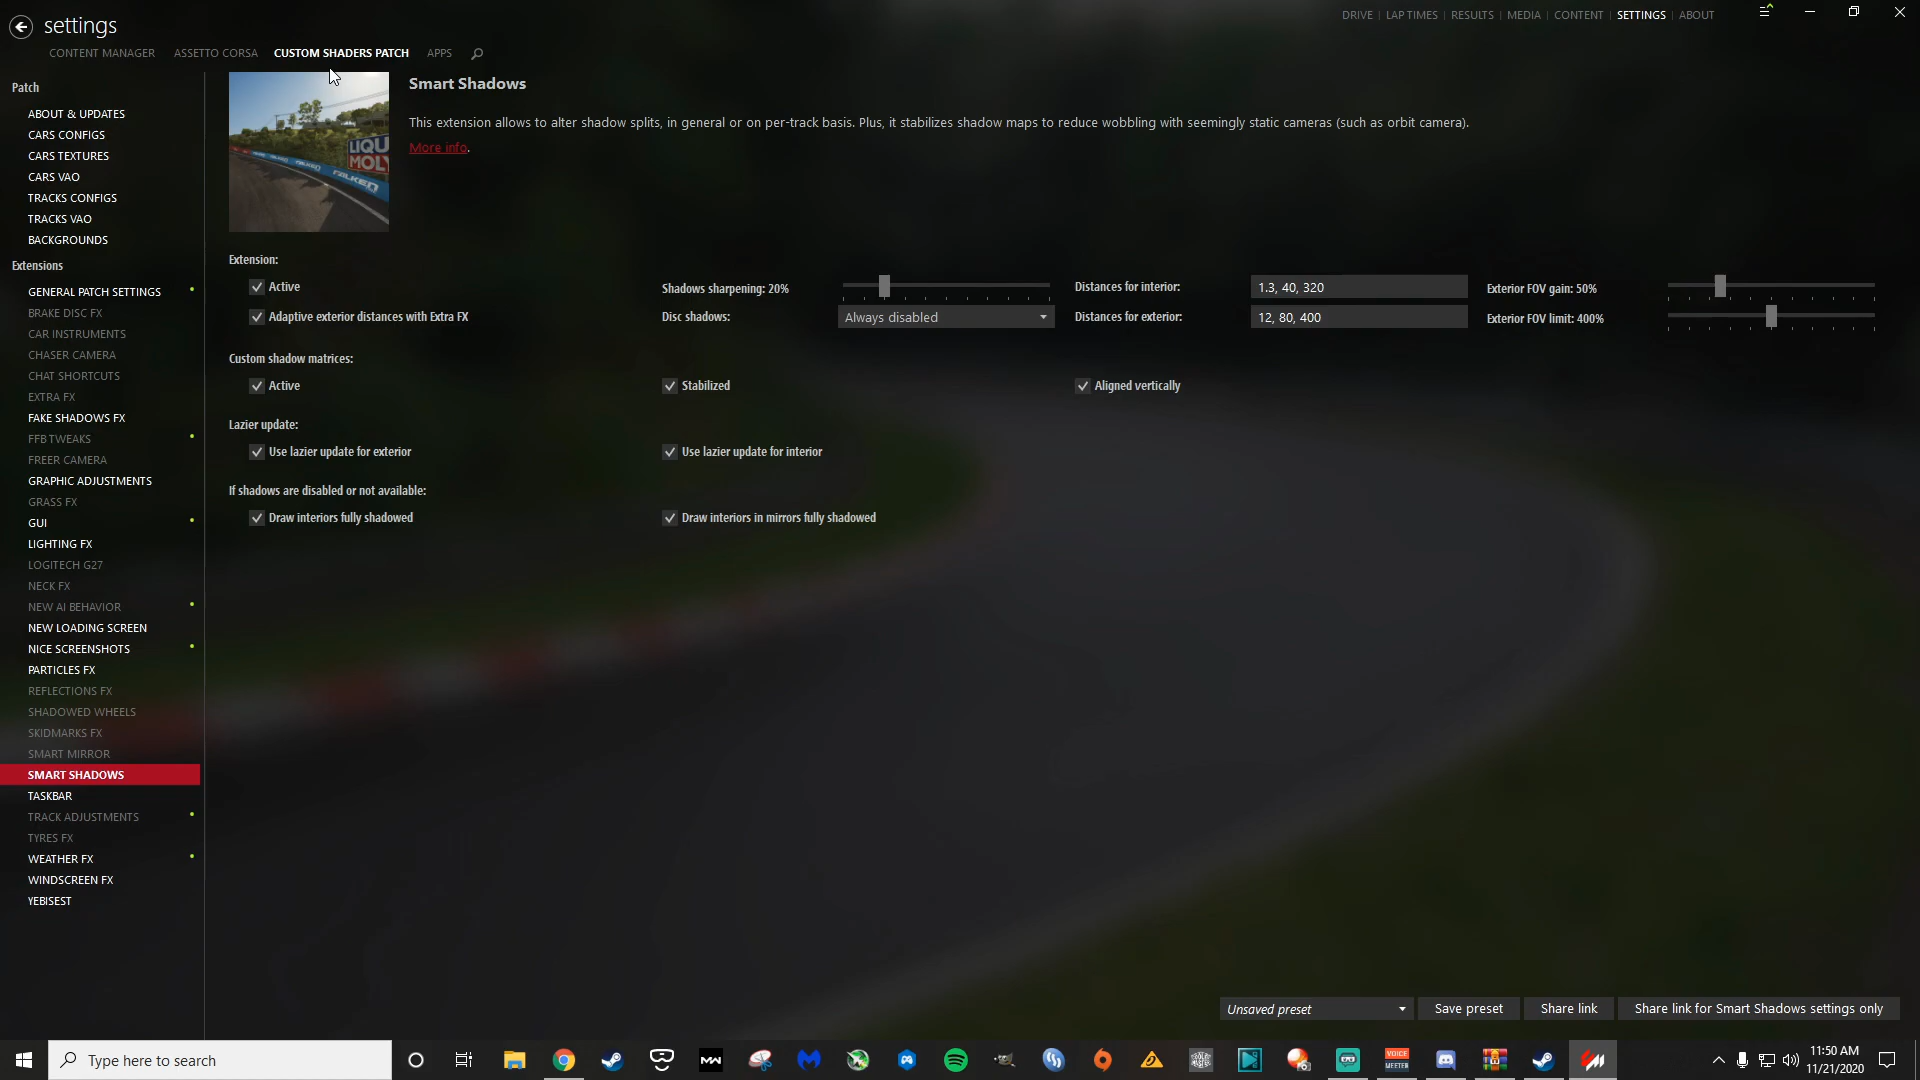 settings
DRIVE | LAP TIMES | RESULTS | MEDIA | CONTENT | SETTINGS | ABOUT
CONTENT MANAGER ASSETTO CORSA CUSTOM SHADERS PATCH APPS
Patch
ABOUT & UPDATES
CARS CONFIGS
CARS TEXTURES
CARS VAO
TRACKS CONFIGS
TRACKS VAO
BACKGROUNDS
Extensions
GENERAL PATCH SETTINGS
BRAKE DISC FX
CAR INSTRUMENTS
CHASER CAMERA
CHAT SHORTCUTS
EXTRA FX
FAKE SHADOWS FX
FFB TWEAKS
FREER CAMERA
GRAPHIC ADJUSTMENTS
GRASS FX
GUI
LIGHTING FX
LOGITECH G27
NECK FX
NEW AI BEHAVIOR
NEW LOADING SCREEN
NICE SCREENSHOTS
PARTICLES FX
REFLECTIONS FX
SHADOWED WHEELS
SKIDMARKS FX
SMART MIRROR
SMART SHADOWS
TASKBAR
TRACK ADJUSTMENTS
TYRES FX
WEATHER FX
WINDSCREEN FX
YEBISEST
LIQU
MOLY
FALKEN
Smart Shadows
This extension allows to alter shadow splits, in general or on per-track basis. Plus, it stabilizes shadow maps to reduce wobbling with seemingly static cameras (such as orbit camera).
More info.
Extension:
Active
Shadows sharpening: 20%
Distances for interior: 1.3, 40, 320
Exterior FOV gain: 50%
Adaptive exterior distances with Extra FX
Disc shadows: Always disabled
Distances for exterior: 12, 80, 400
Exterior FOV limit: 400%
Custom shadow matrices:
Active
Stabilized
Aligned vertically
Lazier update:
Use lazier update for exterior
Use lazier update for interior
If shadows are disabled or not available:
Draw interiors fully shadowed
Draw interiors in mirrors fully shadowed
Unsaved preset
Save preset
Share link
Share link for Smart Shadows settings only
Type here to search
VOICE
MEETER
11:50 AM
11/21/2020